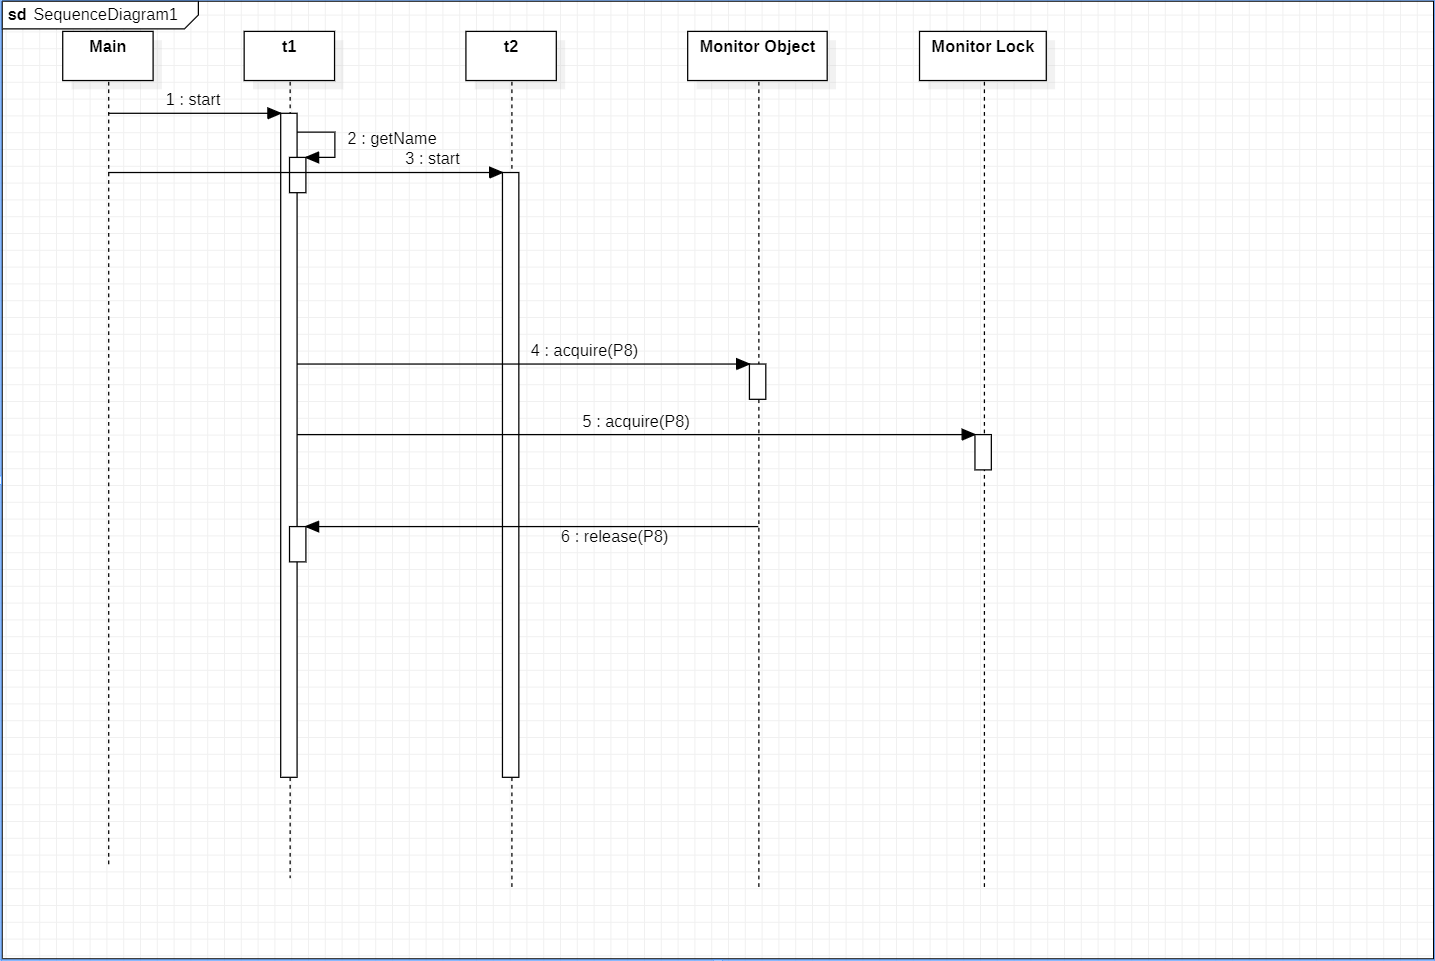 sd SequenceDiagram1
Main
t1
t2
Monitor Object
Monitor Lock
1 : start
2 : getName
3 : start
4 : acquire(P8)
5 : acquire(P8)
6 : release(P8)